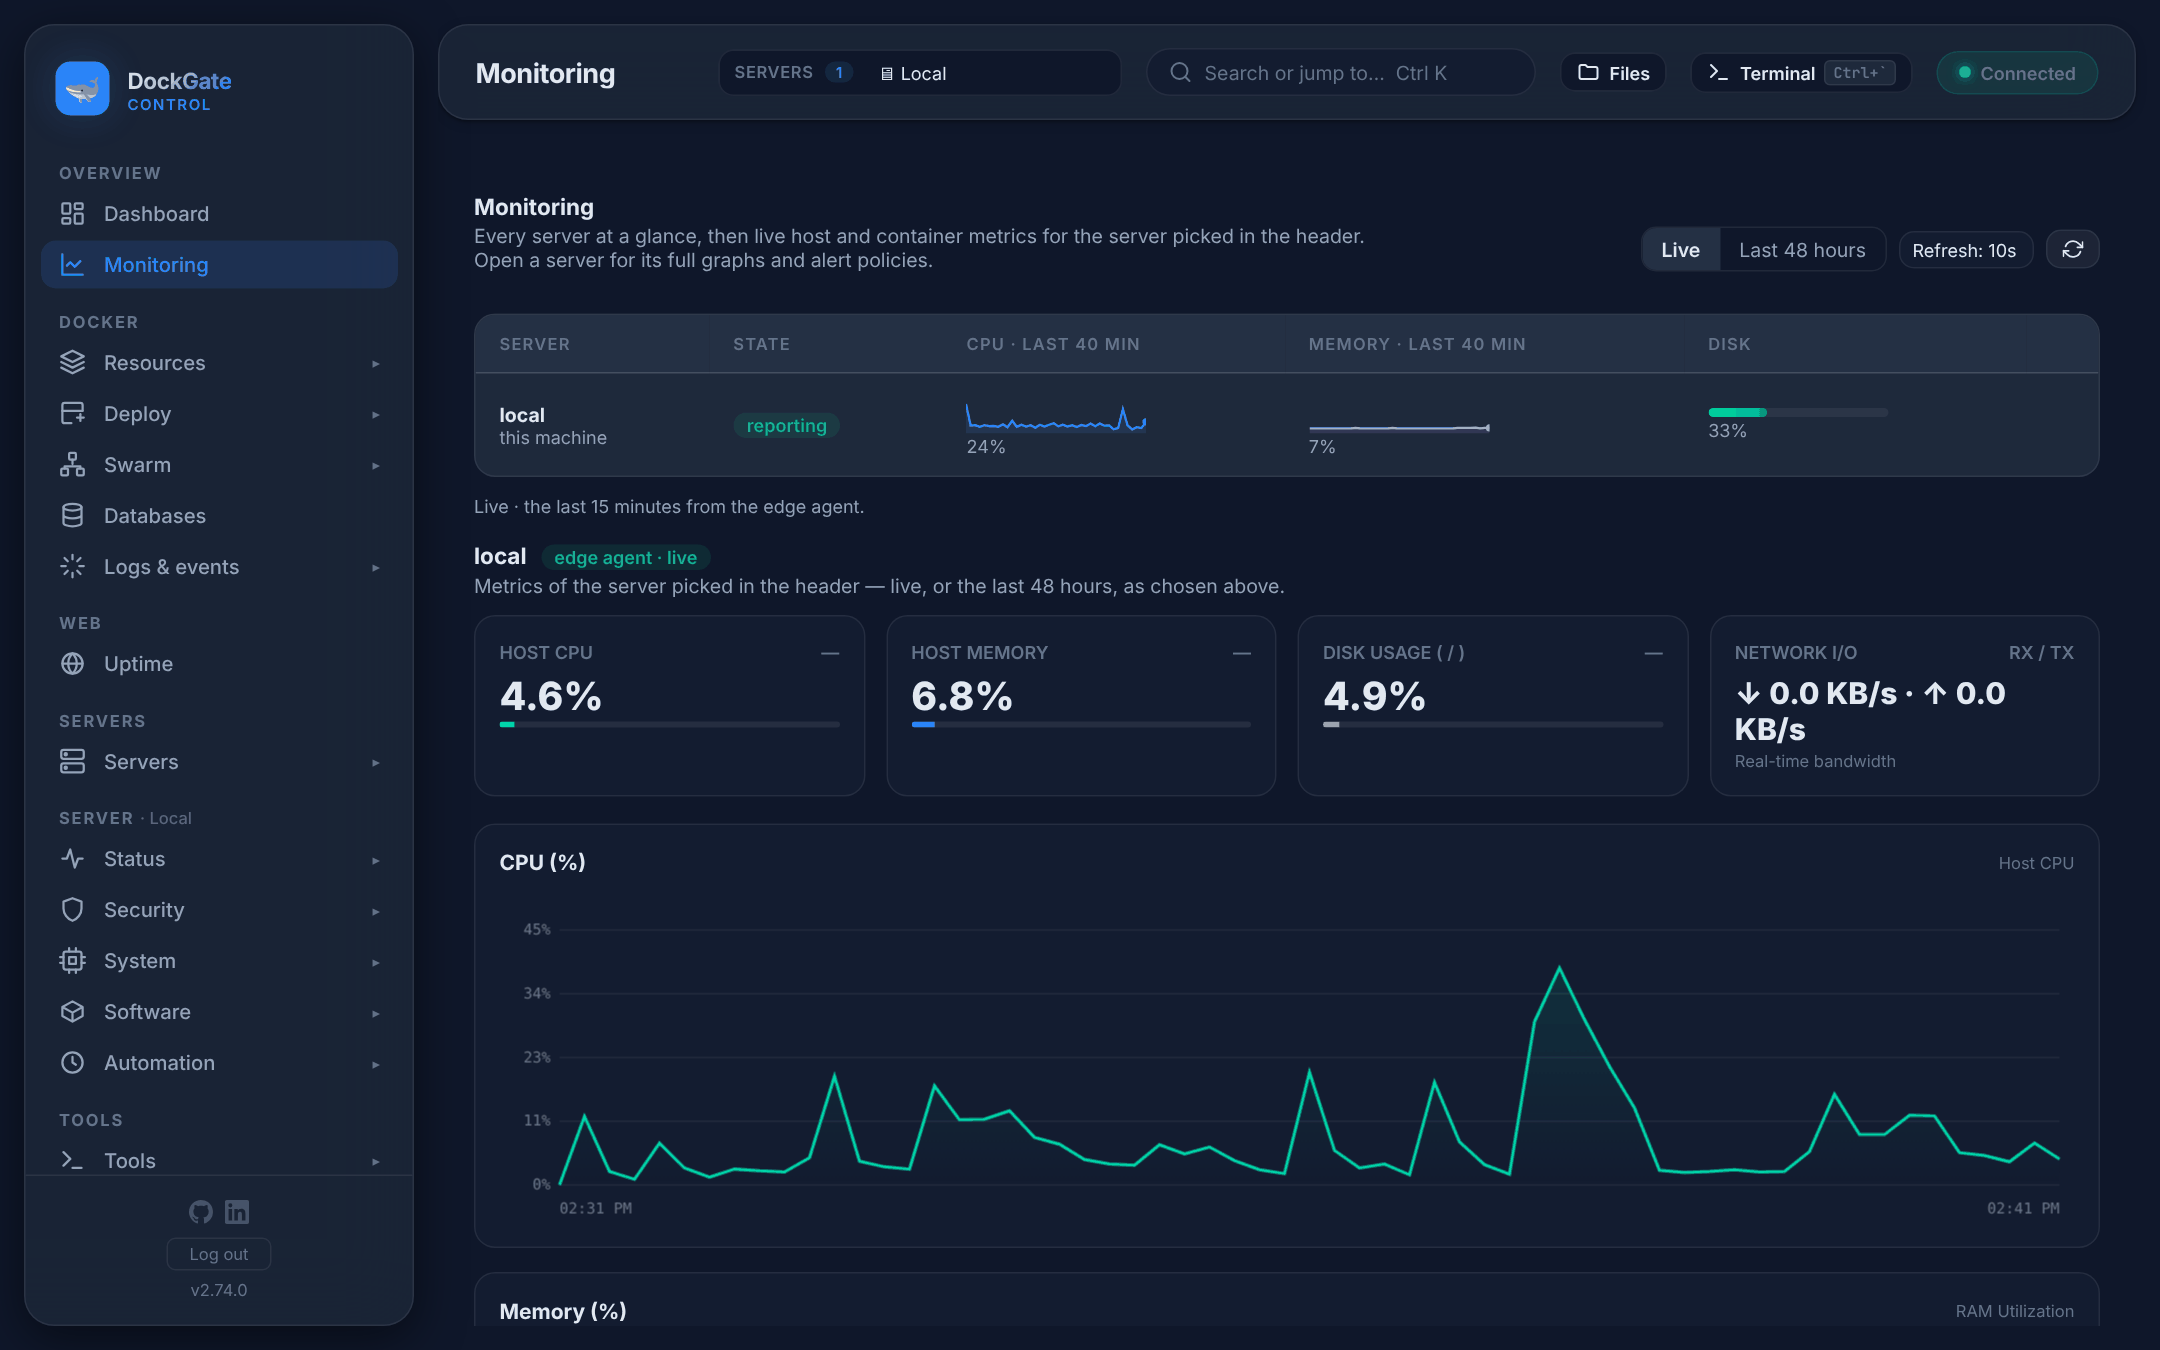 DockGate
CONTROL
OVERVIEW
Dashboard
Monitoring
DOCKER
Resources
Deploy
Swarm
Databases
Logs & events
WEB
Uptime
SERVERS
Servers
SERVER · Local
Status
Security
System
Software
Automation
TOOLS
Tools
Log out
v2.74.0
Monitoring
SERVERS 1 Local
Search or jump to... Ctrl K
Files
Terminal Ctrl+`
Connected
Monitoring
Every server at a glance, then live host and container metrics for the server picked in the header.
Open a server for its full graphs and alert policies.
Live
Last 48 hours
Refresh: 10s
SERVER STATE CPU · LAST 40 MIN MEMORY · LAST 40 MIN DISK
local
this machine
reporting
24%
7%
33%
Live · the last 15 minutes from the edge agent.
local edge agent · live
Metrics of the server picked in the header — live, or the last 48 hours, as chosen above.
HOST CPU —
4.6%
HOST MEMORY —
6.8%
DISK USAGE ( / ) —
4.9%
NETWORK I/O RX / TX
↓ 0.0 KB/s · ↑ 0.0
KB/s
Real-time bandwidth
CPU (%)
Host CPU
45%
34%
23%
11%
0%
02:31 PM
02:41 PM
Memory (%)
RAM Utilization